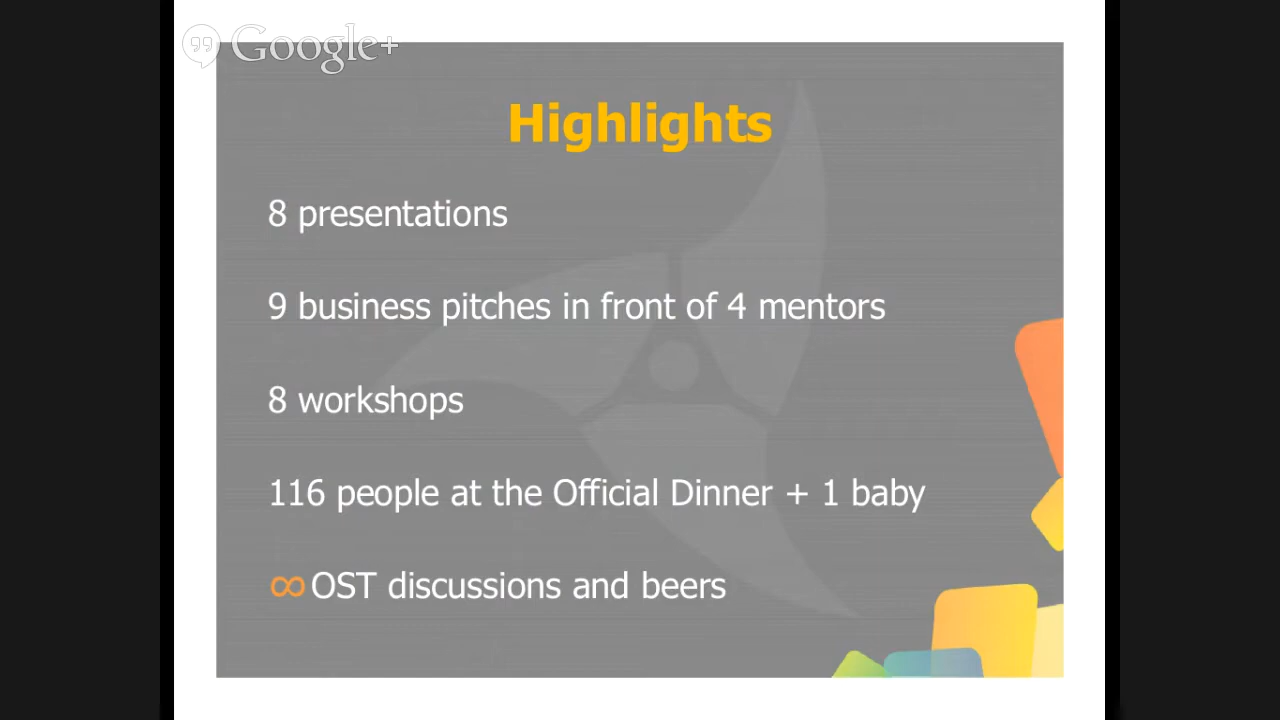 Google+
Highlights
8 presentations
9 business pitches in front of 4 mentors
8 workshops
116 people at the Official Dinner + 1 baby
∞ OST discussions and beers